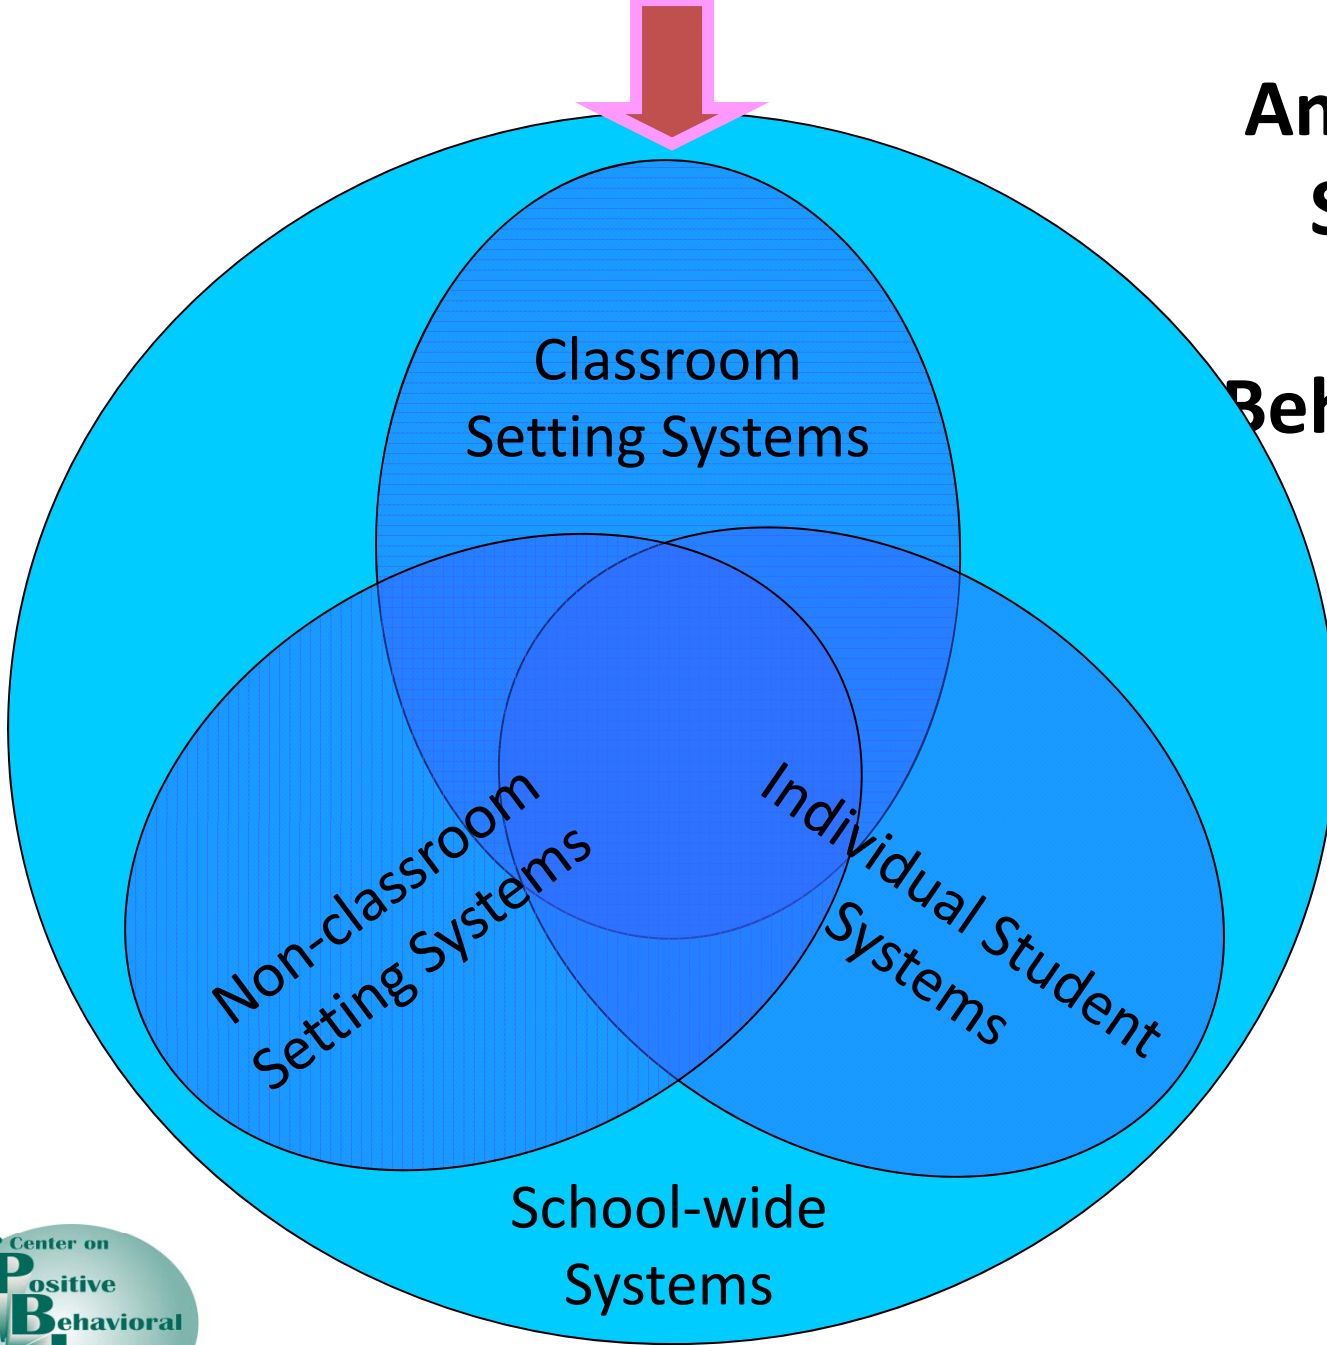 Classroom
Setting Systems
Non-classroom
Setting Systems
Individual Student
Systems
School-wide
Systems
Center on
Positive
Behavioral